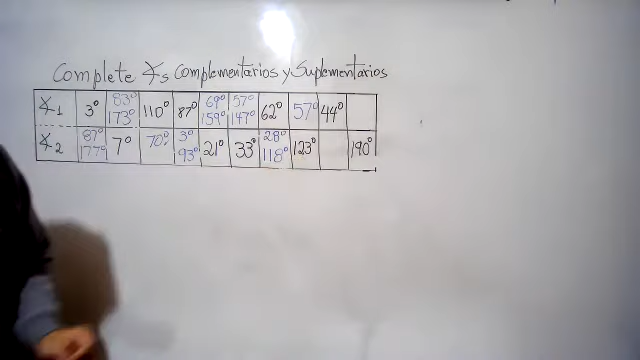 Complete ∡s Complementarios y Suplementarios
∡1 3° 83° 173° 110° 87° 69° 159° 57° 147° 62° 57° 44°
∡2 87° 177° 7° 70° 3° 93° 21° 33° 28° 118° 123° 190°